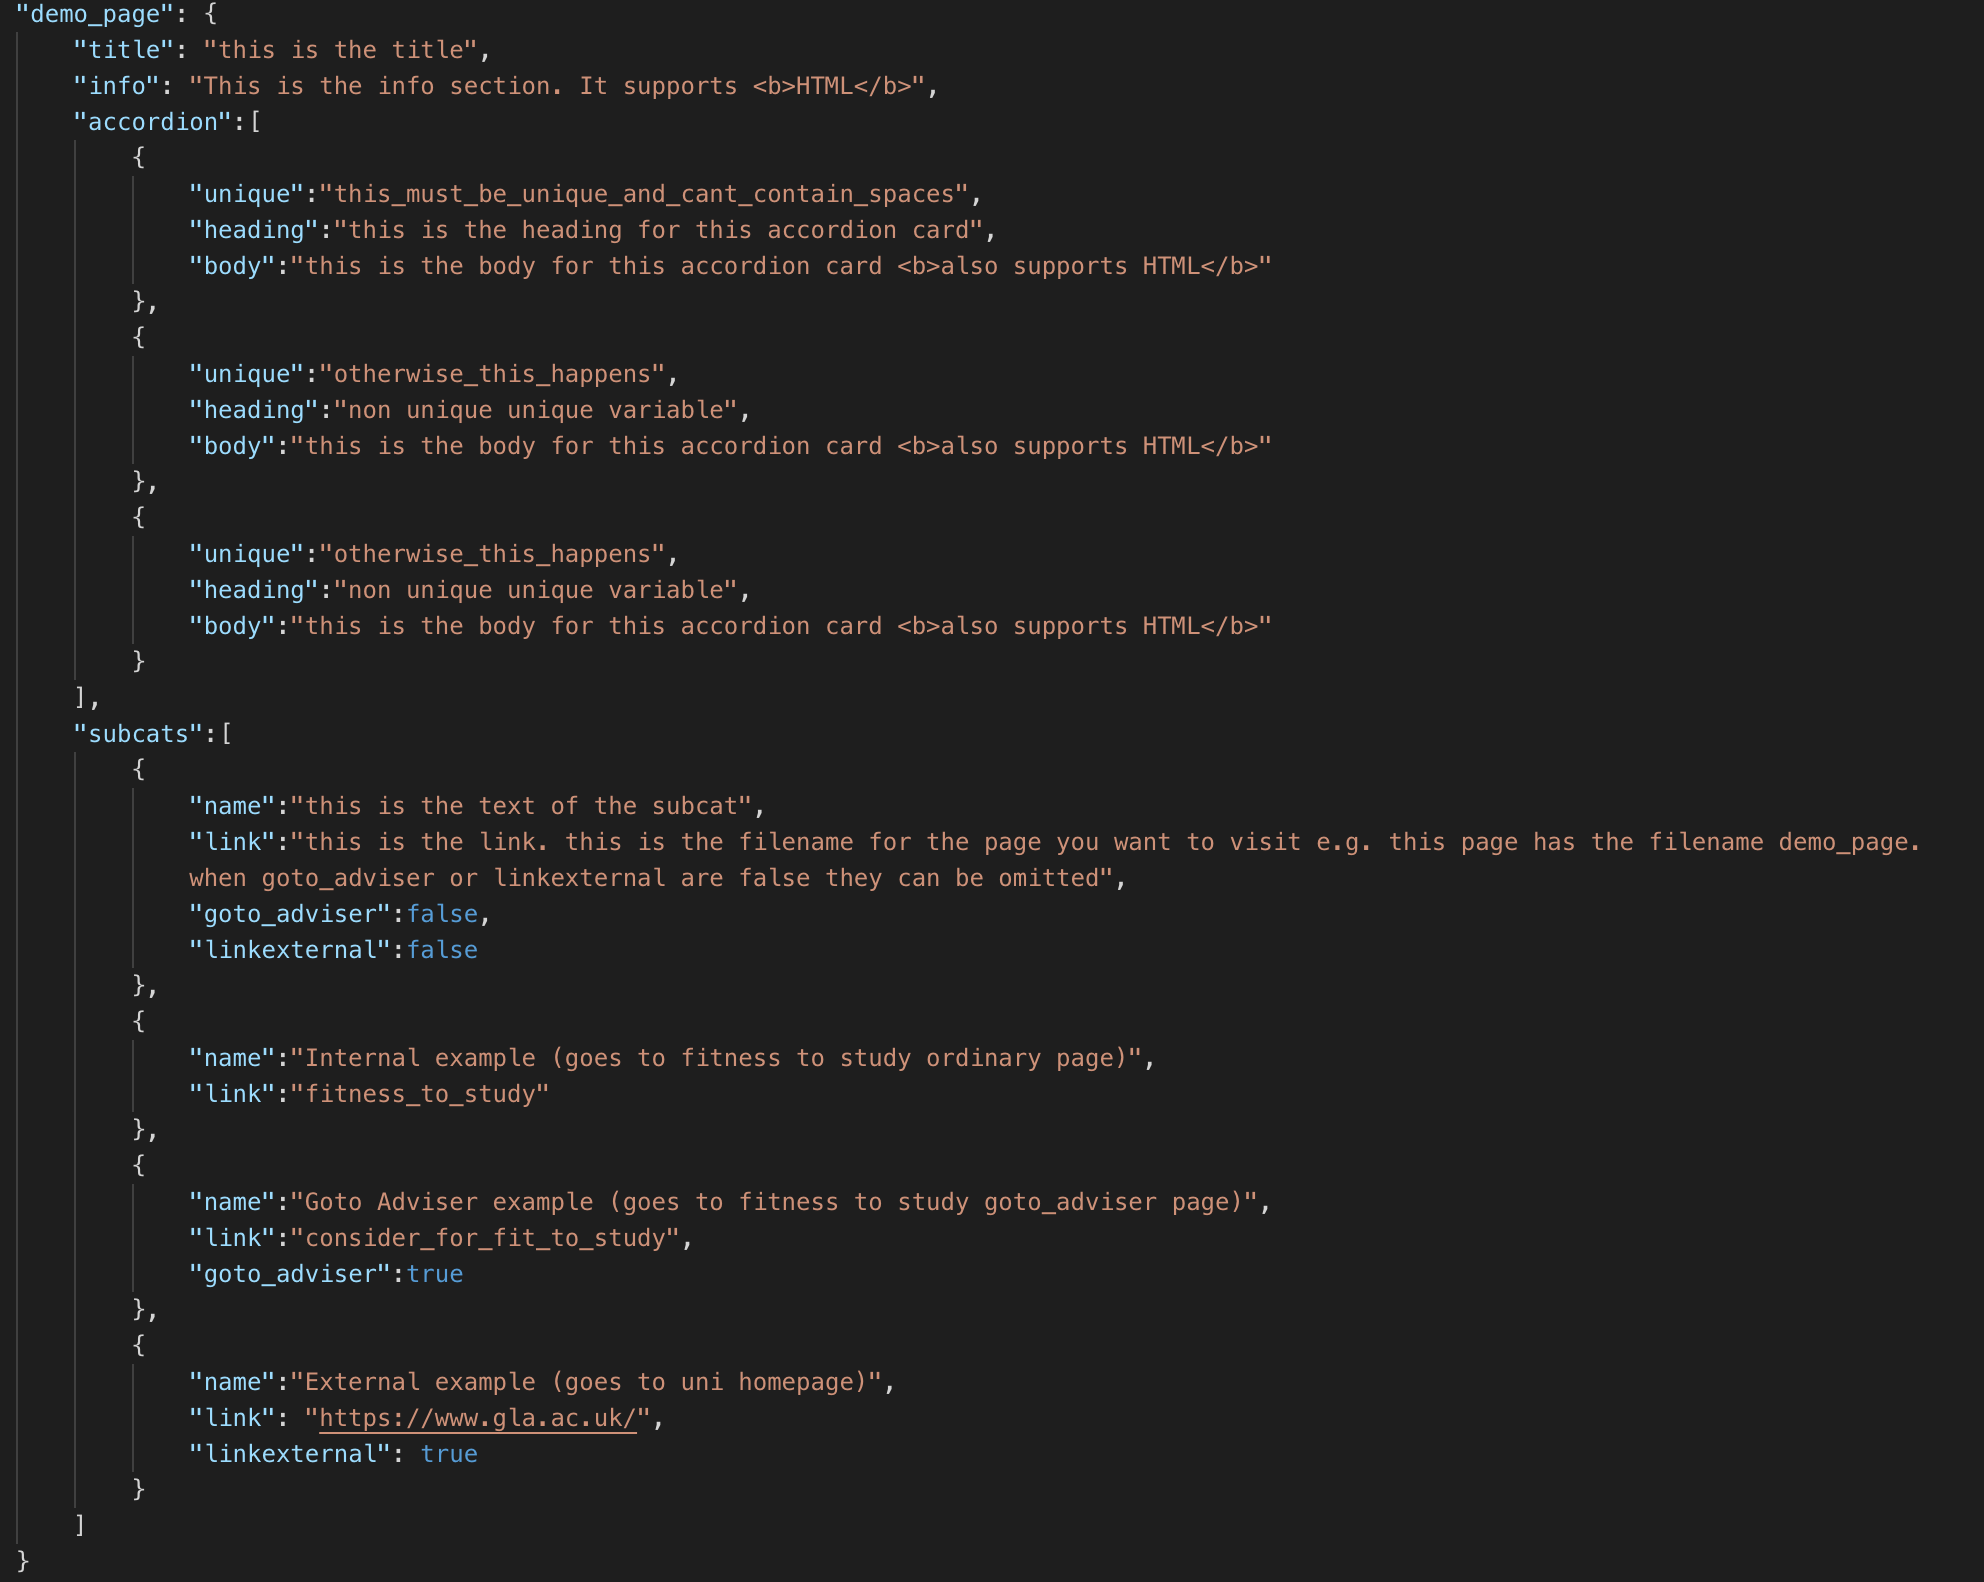 "demo_page": {
    "title": "this is the title",
    "info": "This is the info section. It supports <b>HTML</b>",
    "accordion":[
        {
            "unique":"this_must_be_unique_and_cant_contain_spaces",
            "heading":"this is the heading for this accordion card",
            "body":"this is the body for this accordion card <b>also supports HTML</b>"
        },
        {
            "unique":"otherwise_this_happens",
            "heading":"non unique unique variable",
            "body":"this is the body for this accordion card <b>also supports HTML</b>"
        },
        {
            "unique":"otherwise_this_happens",
            "heading":"non unique unique variable",
            "body":"this is the body for this accordion card <b>also supports HTML</b>"
        }
    ],
    "subcats":[
        {
            "name":"this is the text of the subcat",
            "link":"this is the link. this is the filename for the page you want to visit e.g. this page has the filename demo_page.
            when goto_adviser or linkexternal are false they can be omitted",
            "goto_adviser":false,
            "linkexternal":false
        },
        {
            "name":"Internal example (goes to fitness to study ordinary page)",
            "link":"fitness_to_study"
        },
        {
            "name":"Goto Adviser example (goes to fitness to study goto_adviser page)",
            "link":"consider_for_fit_to_study",
            "goto_adviser":true
        },
        {
            "name":"External example (goes to uni homepage)",
            "link": "https://www.gla.ac.uk/",
            "linkexternal": true
        }
    ]
}